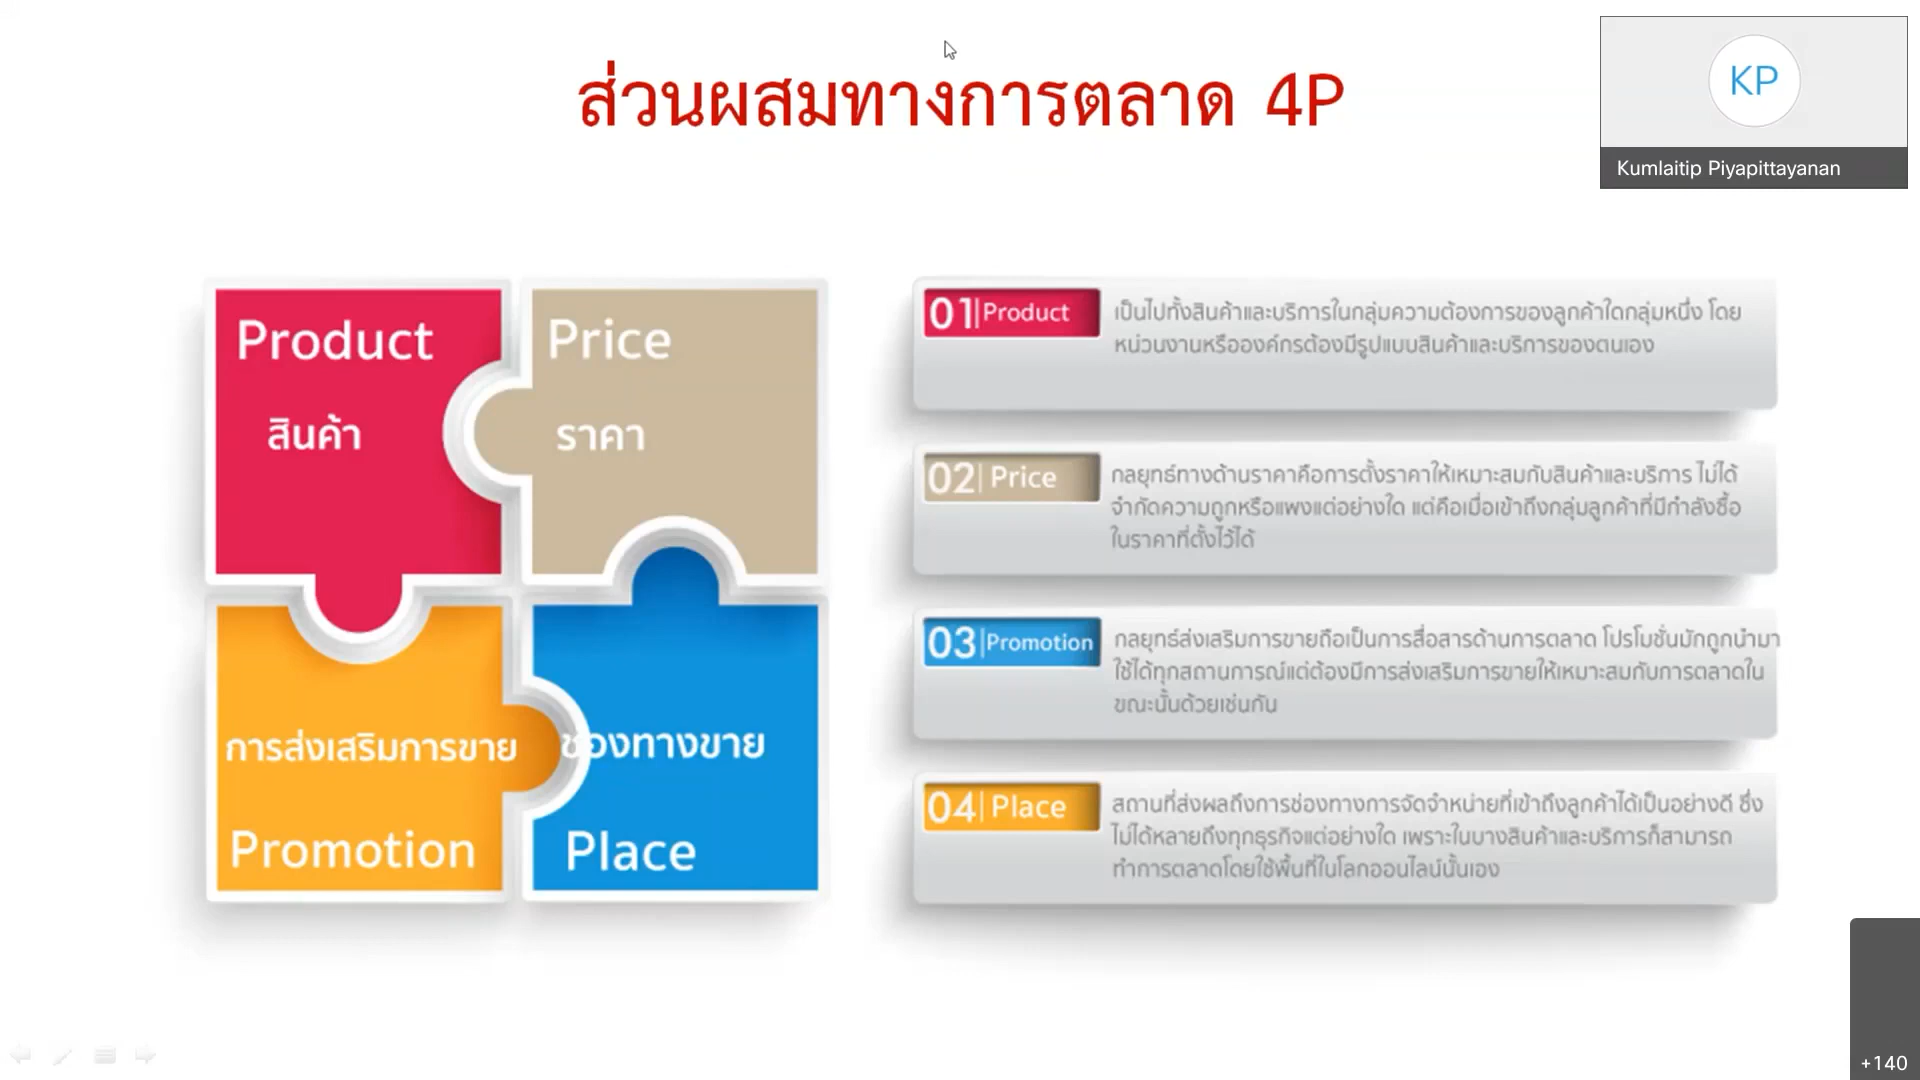 ส่วนผสมทางการตลาด 4P
KP
Kumlaitip Piyapittayanan
Product
สินค้า
Price
ราคา
การส่งเสริมการขาย
Promotion
ช่องทางขาย
Place
01| Product
เป็นไปทั้งสินค้าและบริการในกลุ่มความต้องการของลูกค้าใดกลุ่มหนึ่ง โดย
หน่วนงานหรือองค์กรต้องมีรูปแบบสินค้าและบริการของตนเอง
02| Price
กลยุทธ์ทางด้านราคาคือการตั้งราคาให้เหมาะสมกับสินค้าและบริการ ไม่ได้
จำกัดความถูกหรือแพงแต่อย่างใด แต่คือเมื่อเข้าถึงกลุ่มลูกค้าที่มีกำลังซื้อ
ในราคาที่ตั้งไว้ได้
03| Promotion
กลยุทธ์ส่งเสริมการขายถือเป็นการสื่อสารด้านการตลาด โปรโมชั่นมักถูกนำมา
ใช้ได้ทุกสถานการณ์แต่ต้องมีการส่งเสริมการขายให้เหมาะสมกับการตลาดใน
ขณะนั้นด้วยเช่นกัน
04| Place
สถานที่ส่งผลถึงการช่องทางการจัดจำหน่ายที่เข้าถึงลูกค้าได้เป็นอย่างดี ซึ่ง
ไม่ได้หลายถึงทุกธุรกิจแต่อย่างใด เพราะในบางสินค้าและบริการก็สามารถ
ทำการตลาดโดยใช้พื้นที่ในโลกออนไลน์นั้นเอง
+140